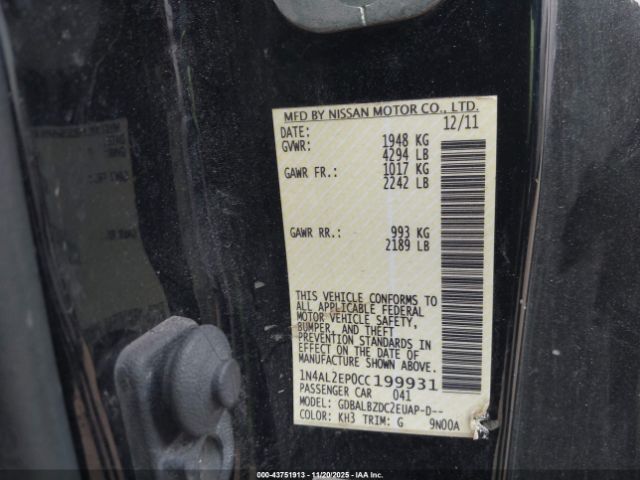 MFD BY NISSAN MOTOR CO., LTD.
DATE: 12/11
GVWR: 1948 KG
4294 LB
GAWR FR.: 1017 KG
2242 LB
GAWR RR.: 993 KG
2189 LB
THIS VEHICLE CONFORMS TO
ALL APPLICABLE FEDERAL
MOTOR VEHICLE SAFETY,
BUMPER, AND THEFT
PREVENTION STANDARDS IN
EFFECT ON THE DATE OF
MANUFACTURE SHOWN ABOVE.
1N4AL2EP0CC199931
PASSENGER CAR 041
MODEL: GDBALBZDC2EUAP-D--
COLOR: KH3 TRIM: G 9N00A
000-43751913 - 11/20/2025 - IAAI.COM